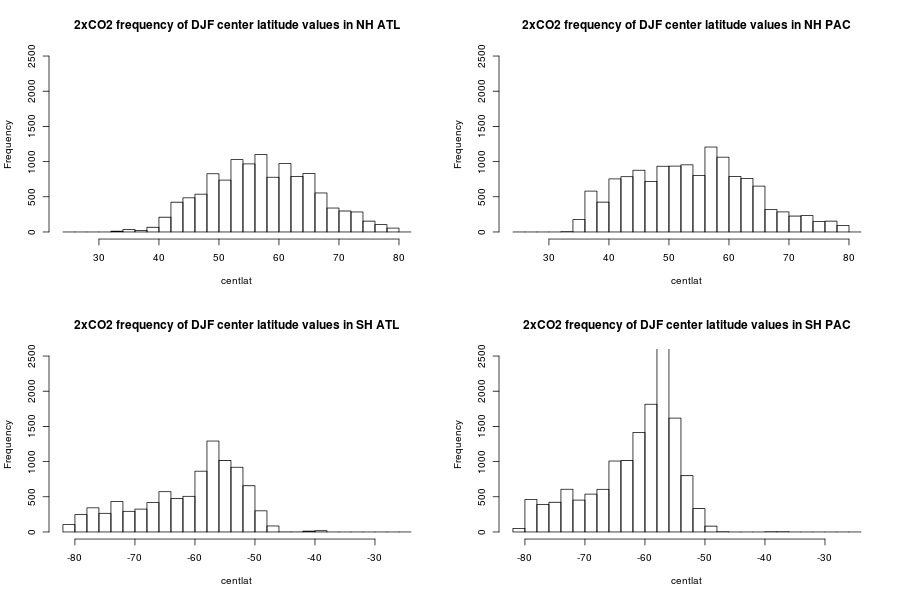 2xCO2 frequency of DJF center latitude values in NH ATL
Frequency
0 500 1000 1500 2000 2500
30 40 50 60 70 80
centlat
2xCO2 frequency of DJF center latitude values in NH PAC
Frequency
0 500 1000 1500 2000 2500
30 40 50 60 70 80
centlat
2xCO2 frequency of DJF center latitude values in SH ATL
Frequency
0 500 1000 1500 2000 2500
-80 -70 -60 -50 -40 -30
centlat
2xCO2 frequency of DJF center latitude values in SH PAC
Frequency
0 500 1000 1500 2000 2500
-80 -70 -60 -50 -40 -30
centlat